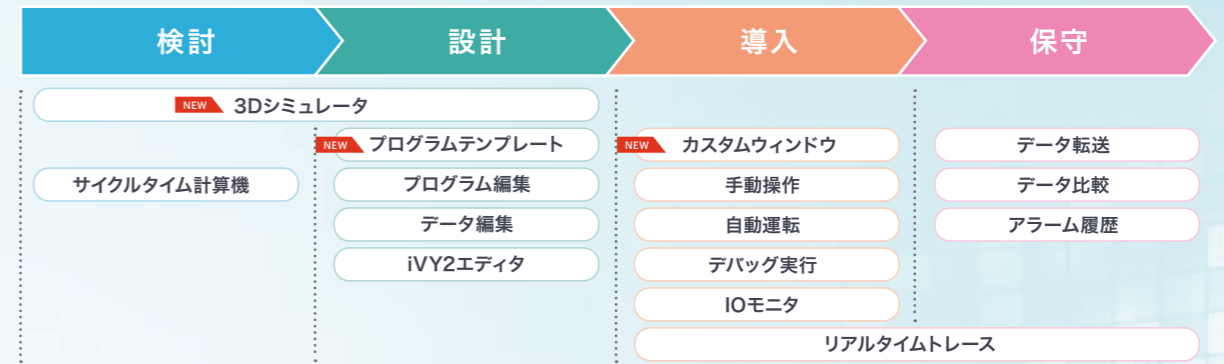 検討 設計 導入 保守
NEW 3Dシミュレータ
NEW プログラムテンプレート NEW カスタムウィンドウ データ転送
サイクルタイム計算機 プログラム編集 手動操作 データ比較
データ編集 自動運転 アラーム履歴
iVY2エディタ デバッグ実行
IOモニタ
リアルタイムトレース